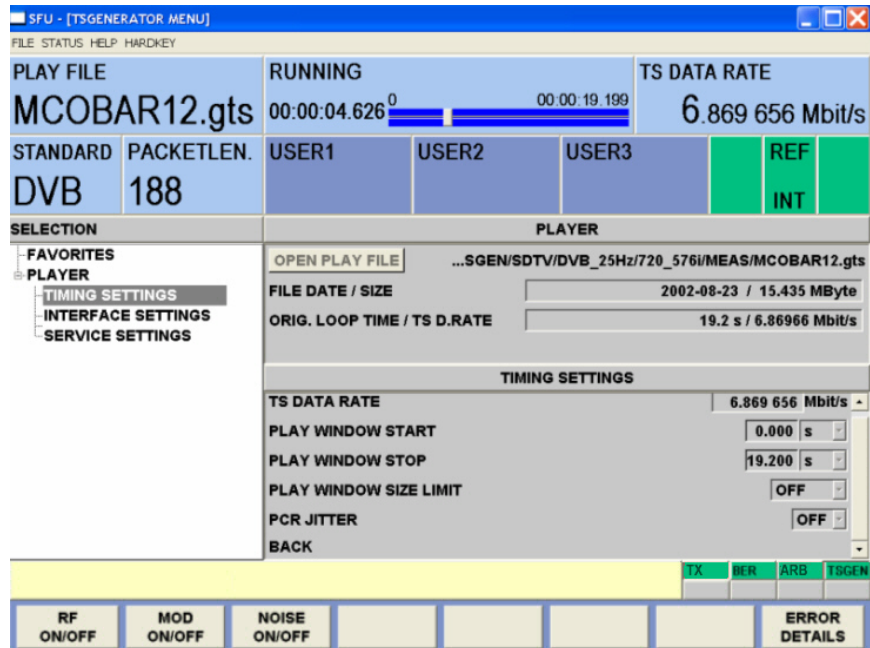 SFU - [TSGENERATOR MENU]
FILE STATUS HELP HARDKEY
PLAY FILE
MCOBAR12.gts
RUNNING
00:00:04.626
0
00:00:19.199
TS DATA RATE
6.869 656 Mbit/s
STANDARD
DVB
PACKETLEN.
188
USER1
USER2
USER3
REF
INT
SELECTION
PLAYER
FAVORITES
PLAYER
TIMING SETTINGS
INTERFACE SETTINGS
SERVICE SETTINGS
OPEN PLAY FILE ...SGEN/SDTV/DVB_25Hz/720_576i/MEAS/MCOBAR12.gts
FILE DATE / SIZE 2002-08-23 / 15.435 MByte
ORIG. LOOP TIME / TS D.RATE 19.2 s / 6.86966 Mbit/s
TIMING SETTINGS
TS DATA RATE 6.869 656 Mbit/s
PLAY WINDOW START 0.000 s
PLAY WINDOW STOP 19.200 s
PLAY WINDOW SIZE LIMIT OFF
PCR JITTER OFF
BACK
TX BER ARB TSGEN
RF ON/OFF
MOD ON/OFF
NOISE ON/OFF
ERROR DETAILS